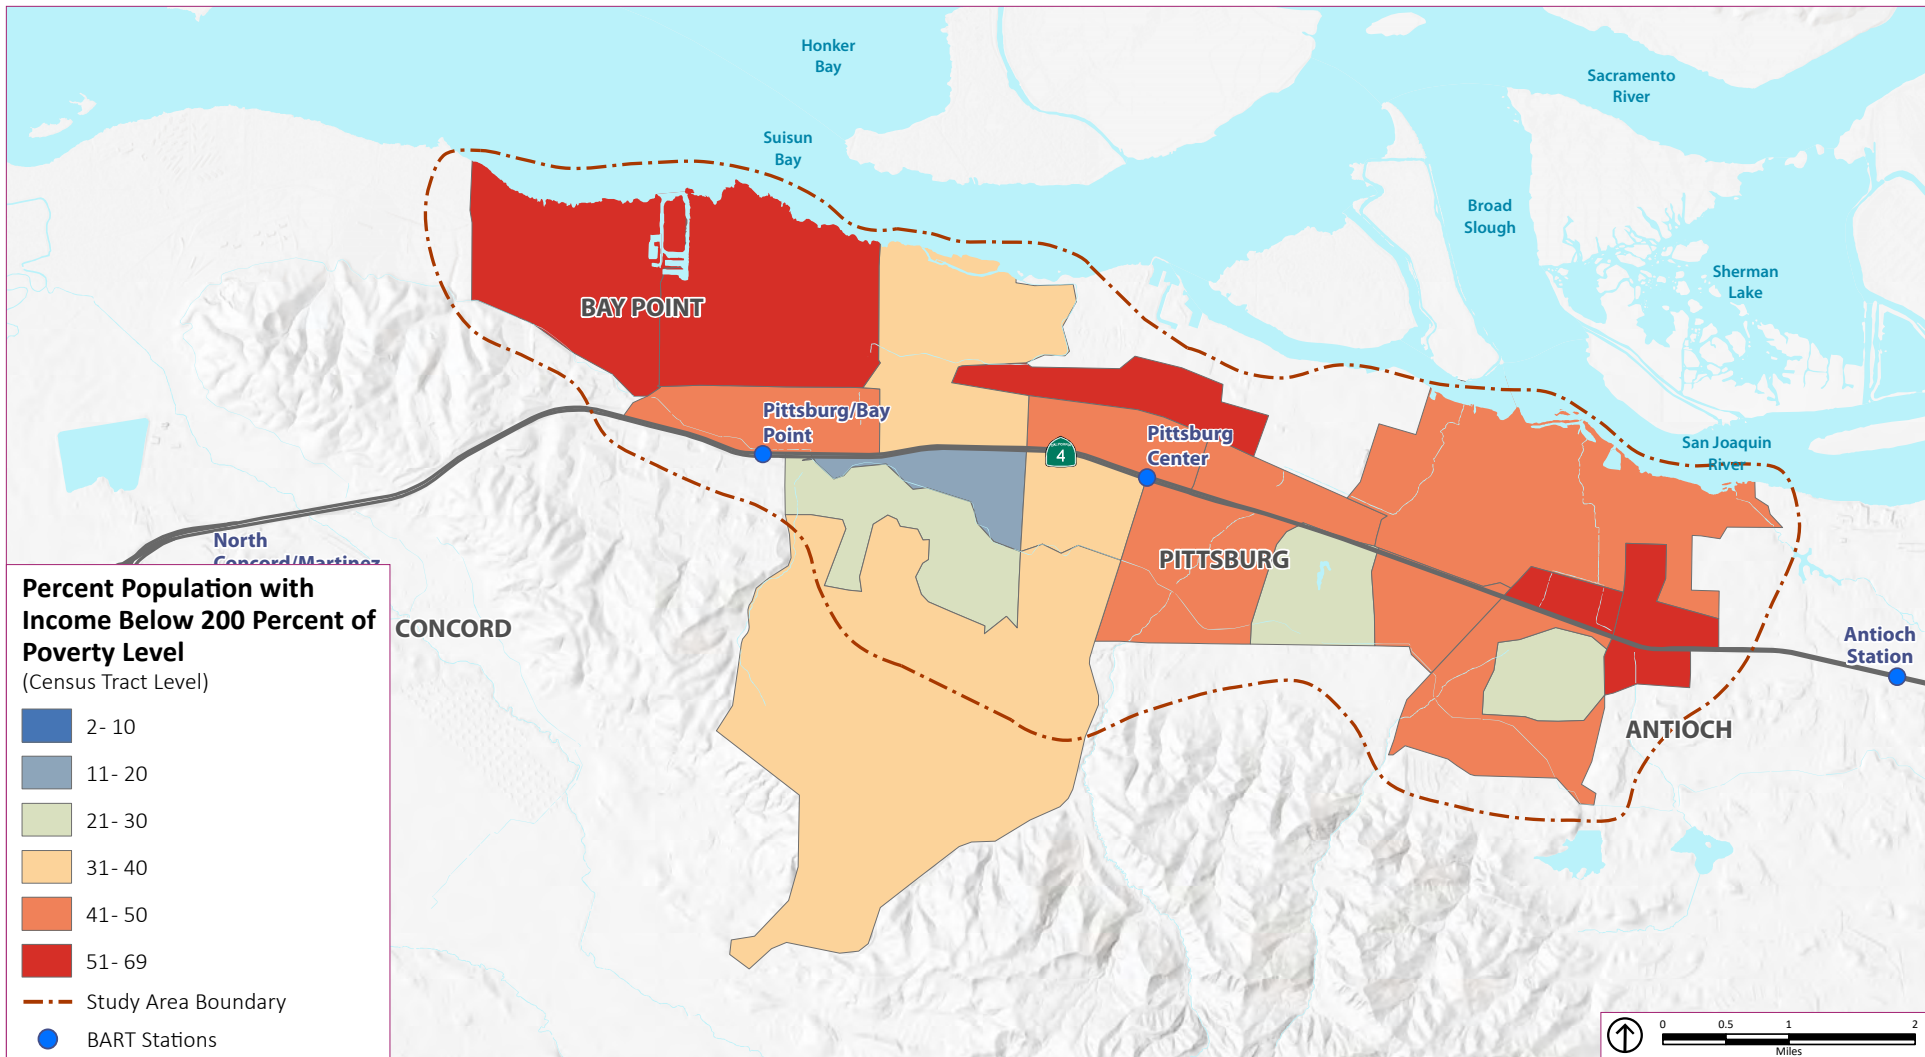 Honker
Bay
Sacramento
River
Suisun
Bay
Broad
Slough
Sherman
Lake
BAY POINT
Pittsburg/Bay
Point
Pittsburg
Center
CALIFORNIA
4
San Joaquin
River
North
Concord/Martinez
PITTSBURG
CONCORD
Antioch
Station
ANTIOCH
Percent Population with
Income Below 200 Percent of
Poverty Level
(Census Tract Level)
2- 10
11- 20
21- 30
31- 40
41- 50
51- 69
Study Area Boundary
BART Stations
0 0.5 1 2
Miles